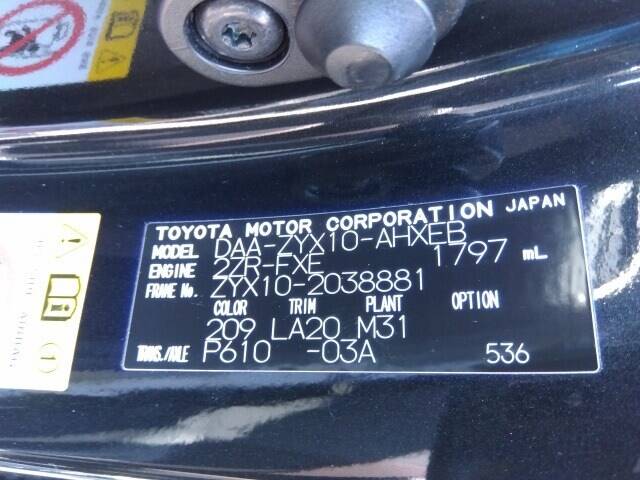 TOYOTA MOTOR CORPORATION JAPAN
MODEL DAA-ZYX10-AHXEB
ENGINE 2ZR-FXE 1797 mL
FRAME No. ZYX10-2038881
COLOR TRIM PLANT OPTION
209 LA20 M31
TRANS./AXLE P610 -03A 536